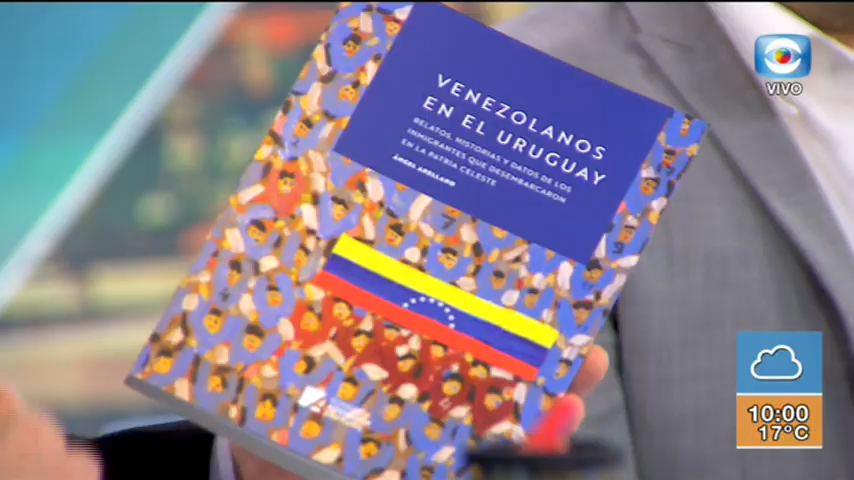 VIVO
VENEZOLANOS
EN EL URUGUAY
RELATOS, HISTORIAS Y DATOS DE LOS
INMIGRANTES QUE DESEMBARCARON
EN LA PATRIA CELESTE
ÁNGEL ARELLANO
10:00
17°C